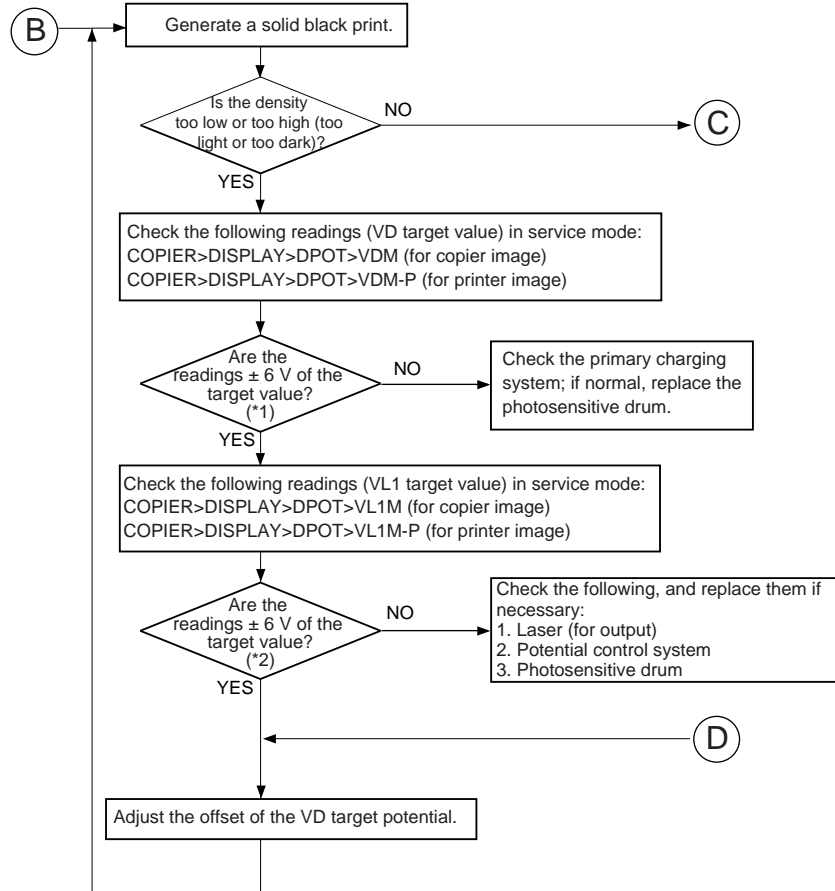 B
Generate a solid black print.
Is the density
too low or too high (too
light or too dark)?
NO
C
YES
Check the following readings (VD target value) in service mode:
COPIER>DISPLAY>DPOT>VDM (for copier image)
COPIER>DISPLAY>DPOT>VDM-P (for printer image)
Are the
readings ± 6 V of the
target value?
(*1)
NO
Check the primary charging
system; if normal, replace the
photosensitive drum.
YES
Check the following readings (VL1 target value) in service mode:
COPIER>DISPLAY>DPOT>VL1M (for copier image)
COPIER>DISPLAY>DPOT>VL1M-P (for printer image)
Are the
readings ± 6 V of the
target value?
(*2)
NO
Check the following, and replace them if
necessary:
1. Laser (for output)
2. Potential control system
3. Photosensitive drum
YES
D
Adjust the offset of the VD target potential.